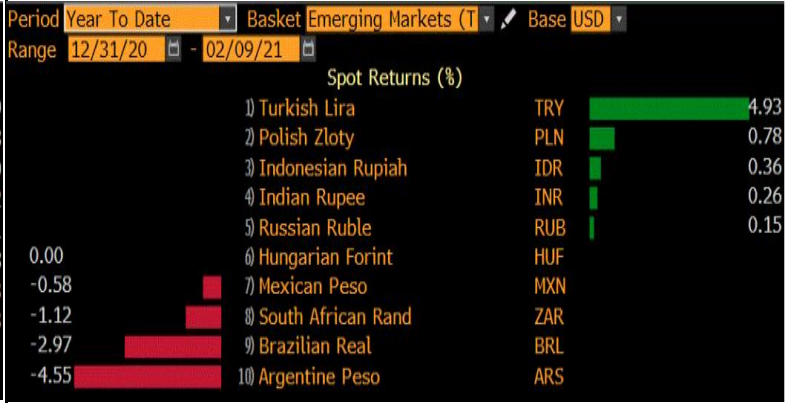 Period Year To Date Basket Emerging Markets (T Base USD
Range 12/31/20 - 02/09/21
Spot Returns (%)
1) Turkish Lira TRY 4.93
2) Polish Zloty PLN 0.78
3) Indonesian Rupiah IDR 0.36
4) Indian Rupee INR 0.26
5) Russian Ruble RUB 0.15
0.00 6) Hungarian Forint HUF
-0.58 7) Mexican Peso MXN
-1.12 8) South African Rand ZAR
-2.97 9) Brazilian Real BRL
-4.55 10) Argentine Peso ARS